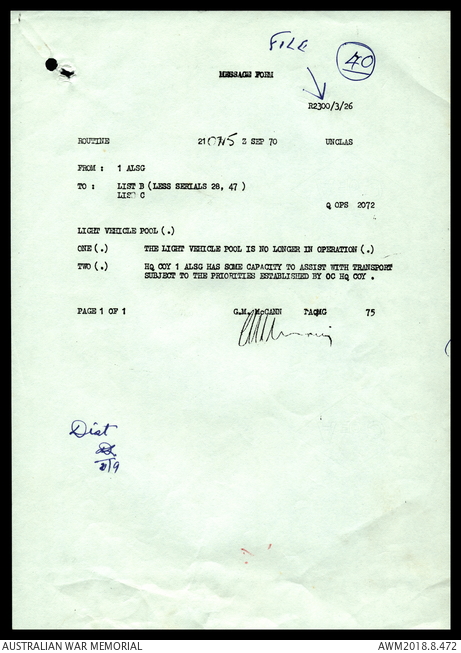 FILE
40
MESSAGE FORM
R2300/3/26
ROUTINE 210715 Z SEP 70 UNCLAS
FROM : 1 ALSG
TO : LIST B (LESS SERIALS 28, 47 )
LIST C
Q OPS 2072
LIGHT VEHICLE POOL (.)
ONE (.) THE LIGHT VEHICLE POOL IS NO LONGER IN OPERATION (.)
TWO (.) HQ COY 1 ALSG HAS SOME CAPACITY TO ASSIST WITH TRANSPORT
SUBJECT TO THE PRIORITIES ESTABLISHED BY OC HQ COY .
PAGE 1 OF 1 G.M. McCANN DAQMG 75
Dist
21/9
AUSTRALIAN WAR MEMORIAL AWM2018.8.472